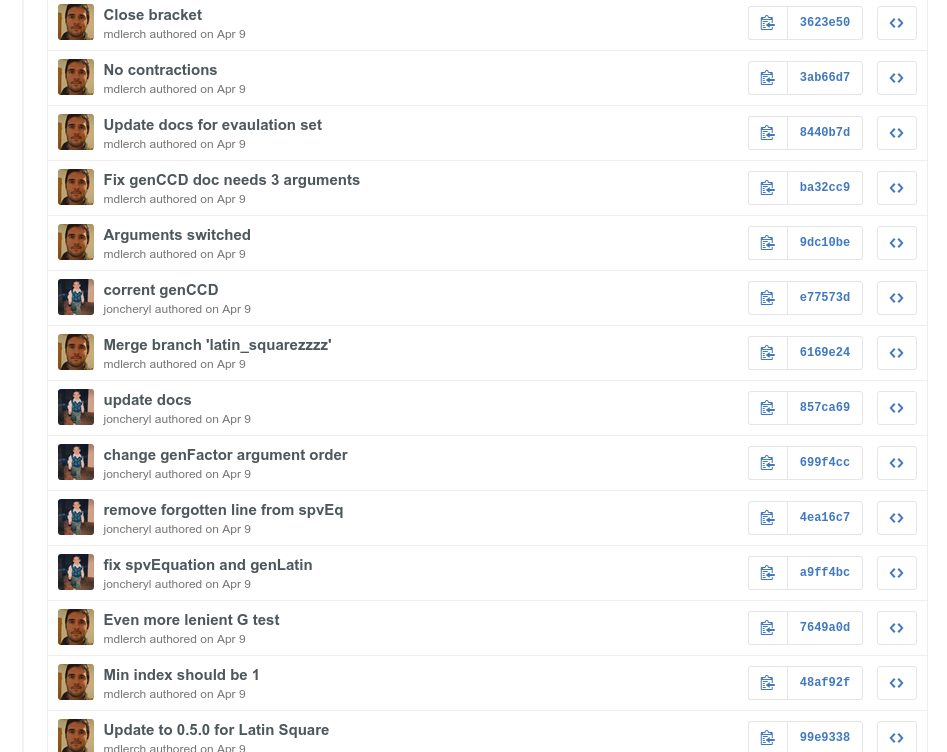 Close bracket
3623e50
mdlerch authored on Apr 9
No contractions
3ab66d7
mdlerch authored on Apr 9
Update docs for evaulation set
8440b7d
mdlerch authored on Apr 9
Fix genCCD doc needs 3 arguments
ba32cc9
mdlerch authored on Apr 9
Arguments switched
9dc10be
mdlerch authored on Apr 9
corrent genCCD
e77573d
joncheryl authored on Apr 9
Merge branch 'latin_squarezzzz'
6169e24
mdlerch authored on Apr 9
update docs
857ca69
joncheryl authored on Apr 9
change genFactor argument order
699f4cc
joncheryl authored on Apr 9
remove forgotten line from spvEq
4ea16c7
joncheryl authored on Apr 9
fix spvEquation and genLatin
a9ff4bc
joncheryl authored on Apr 9
Even more lenient G test
7649a0d
mdlerch authored on Apr 9
Min index should be 1
48af92f
mdlerch authored on Apr 9
Update to 0.5.0 for Latin Square
99e9338
mdlerch authored on Apr 9